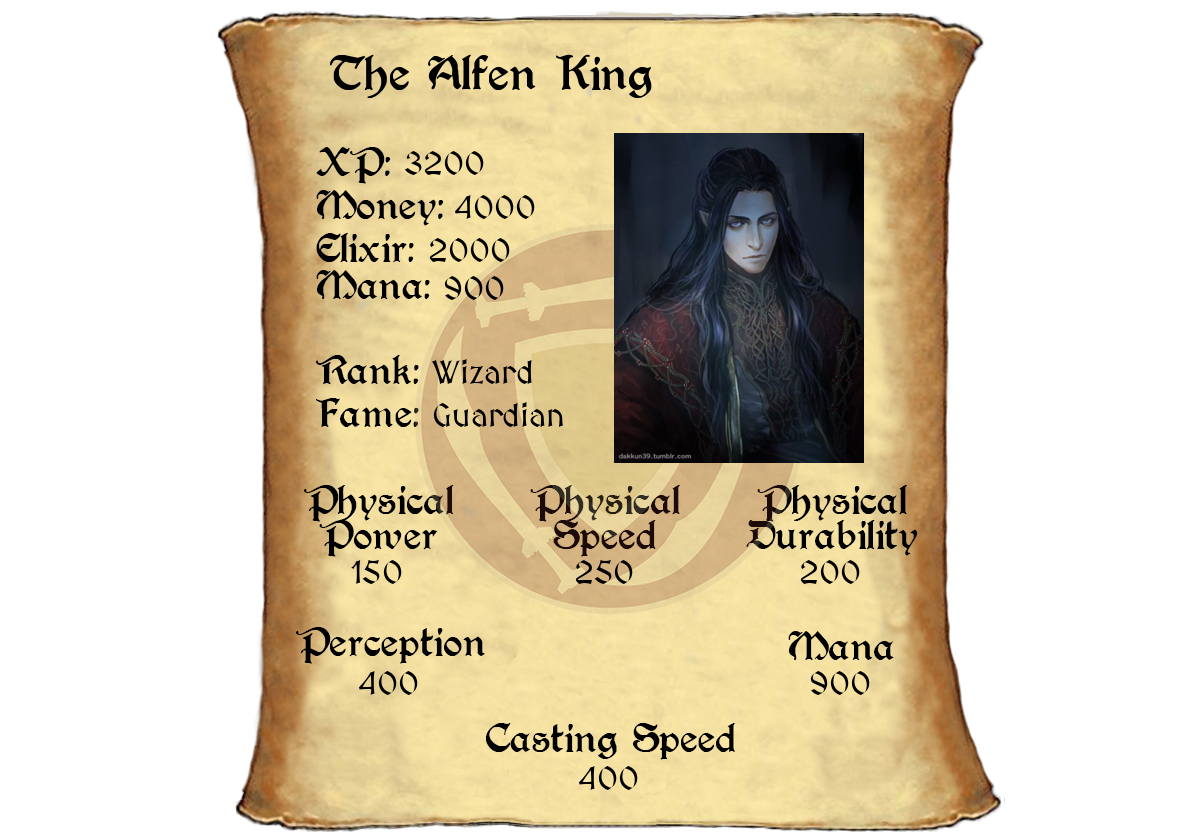 The Alfen King
XP: 3200
Money: 4000
Elixir: 2000
Mana: 900
Rank: Wizard
Fame: Guardian
dakkun39.tumblr.com
Physical Power
150
Physical Speed
250
Physical Durability
200
Perception
400
Mana
900
Casting Speed
400